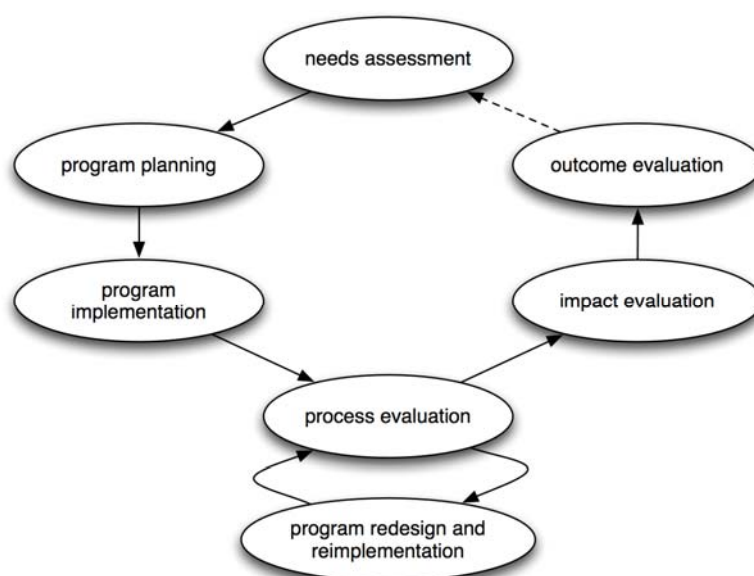 needs assessment
program planning
outcome evaluation
program
implementation
impact evaluation
process evaluation
program redesign and
reimplementation